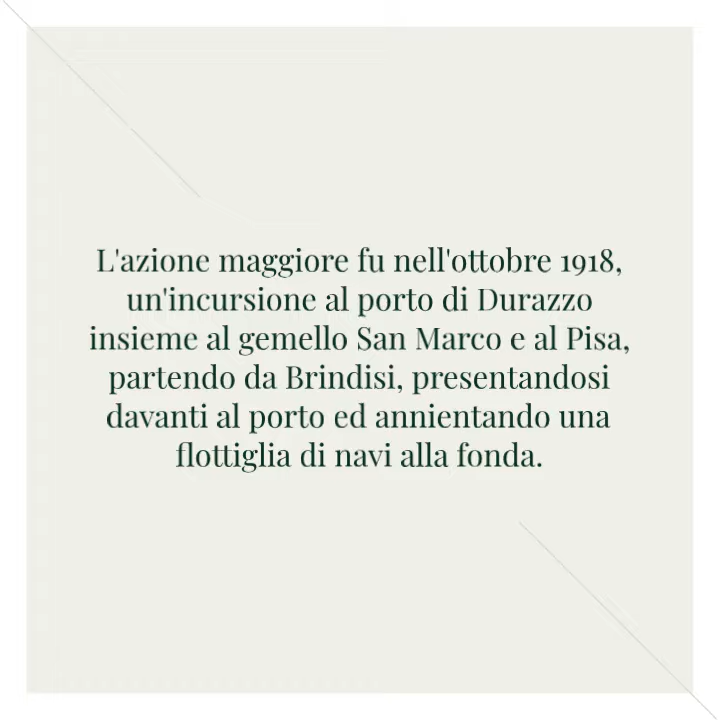 L'azione maggiore fu nell'ottobre 1918,
un'incursione al porto di Durazzo
insieme al gemello San Marco e al Pisa,
partendo da Brindisi, presentandosi
davanti al porto ed annientando una
flottiglia di navi alla fonda.